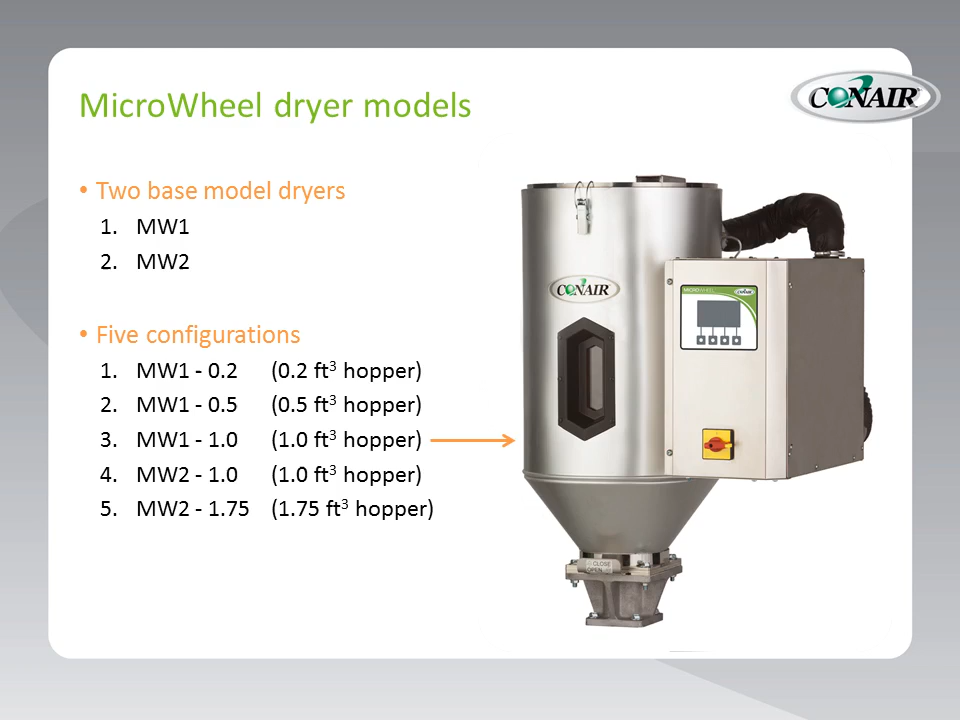 MicroWheel dryer models
CONAIR
• Two base model dryers
1. MW1
2. MW2
• Five configurations
1. MW1 - 0.2 (0.2 ft³ hopper)
2. MW1 - 0.5 (0.5 ft³ hopper)
3. MW1 - 1.0 (1.0 ft³ hopper)
4. MW2 - 1.0 (1.0 ft³ hopper)
5. MW2 - 1.75 (1.75 ft³ hopper)
CONAIR
MICROWHEEL CONAIR
CLOSE
OPEN